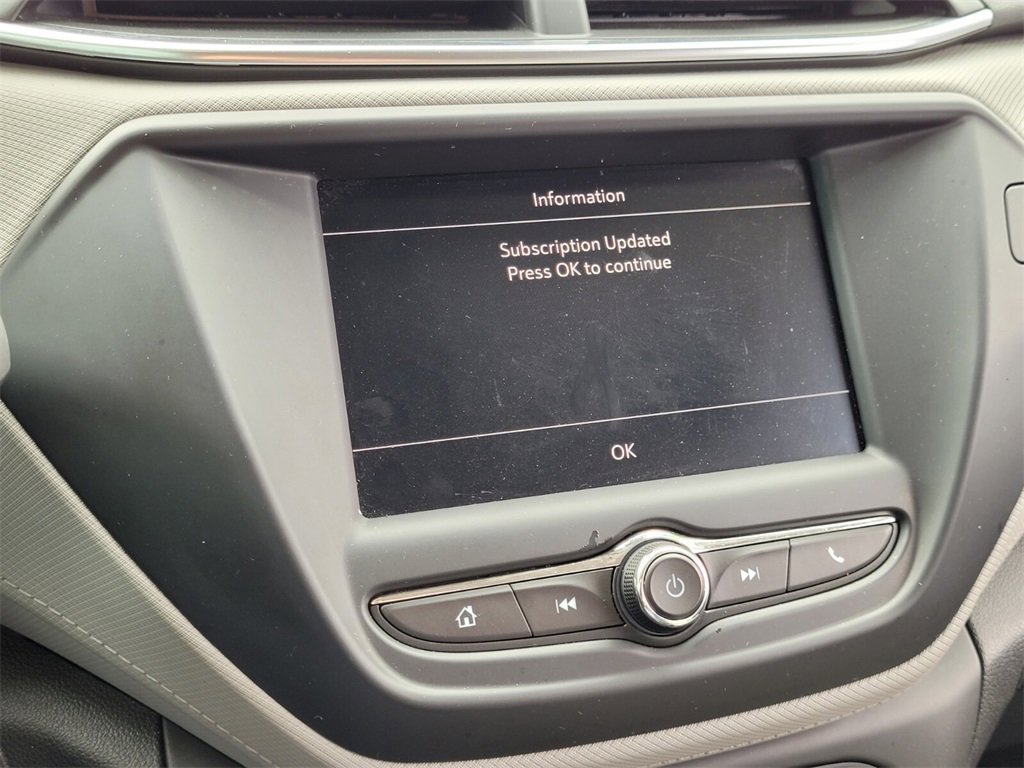 Information
Subscription Updated
Press OK to continue
OK